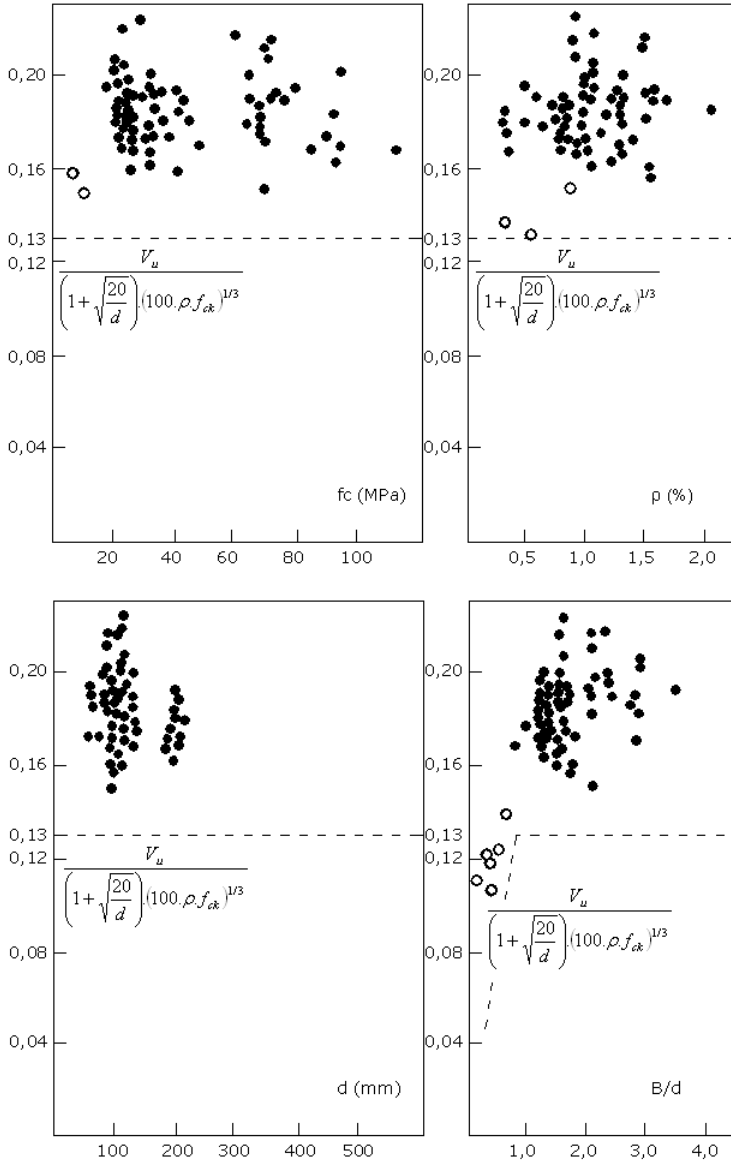 0,20
0,16
0,13
0,12
V_u
(1 + √(20/d)).(100.ρ.f_ck)^1/3
0,08
0,04
fc (MPa)
20 40 60 80 100
0,20
0,16
0,13
0,12
V_u
(1 + √(20/d)).(100.ρ.f_ck)^1/3
0,08
0,04
ρ (%)
0,5 1,0 1,5 2,0
0,20
0,16
0,13
0,12
V_u
(1 + √(20/d)).(100.ρ.f_ck)^1/3
0,08
0,04
d (mm)
100 200 300 400 500
0,20
0,16
0,13
0,12
V_u
(1 + √(20/d)).(100.ρ.f_ck)^1/3
0,08
0,04
B/d
1,0 2,0 3,0 4,0